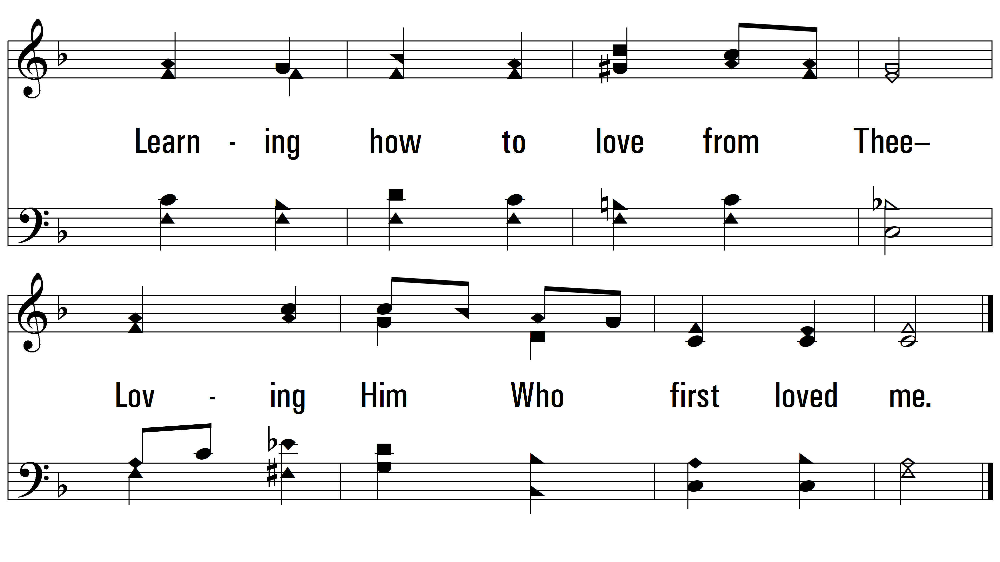 Learn - ing how to love from Thee–
Lov - ing Him Who first loved me.